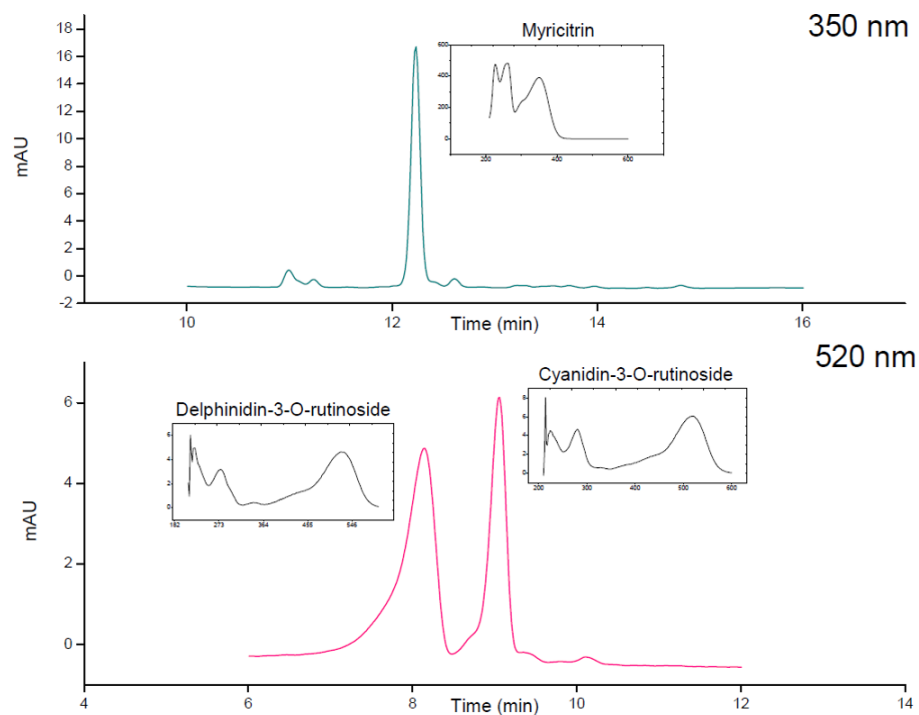 350 nm
Myricitrin
18
16
14
12
10
8
6
4
2
0
-2
mAU
600
400
200
0
200 400 600
10 12 14 16
Time (min)
520 nm
Cyanidin-3-O-rutinoside
Delphinidin-3-O-rutinoside
6
4
2
0
mAU
8
6
4
2
0
200 300 400 500 600
6
4
2
0
182 273 364 455 546
4 6 8 10 12 14
Time (min)